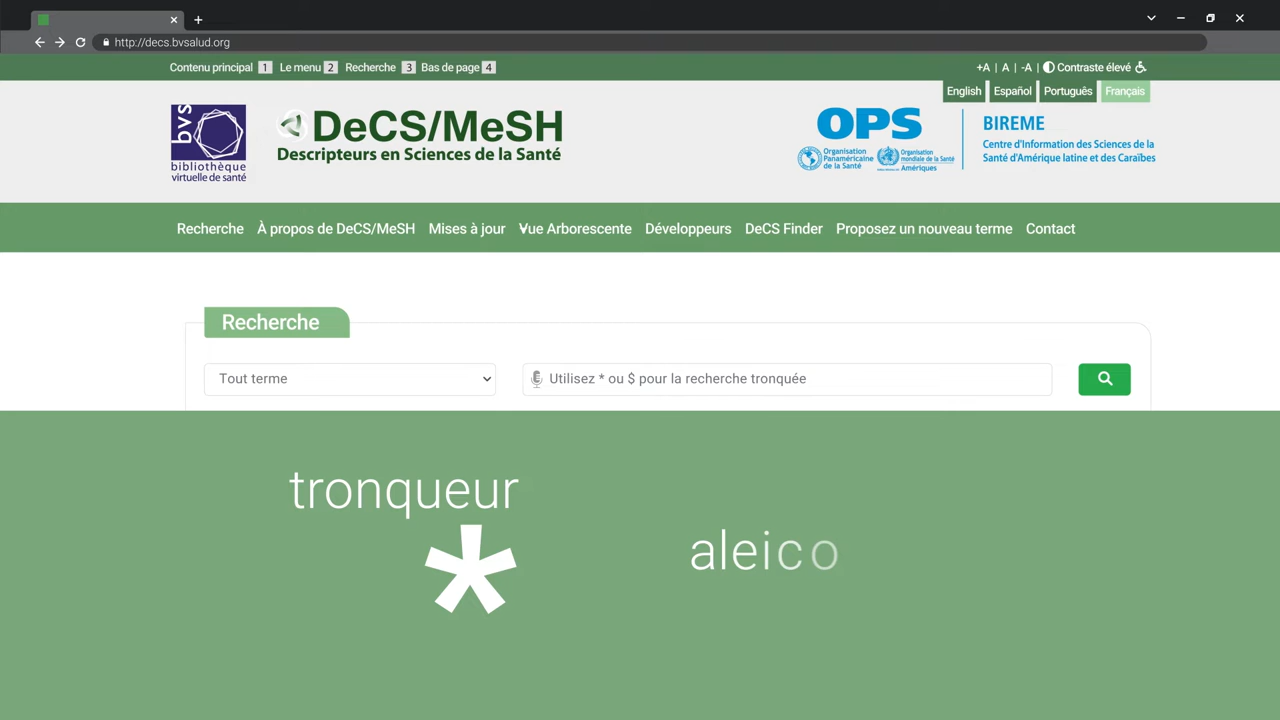 http://decs.bvsalud.org
Contenu principal 1 Le menu 2 Recherche 3 Bas de page 4
+A | A | -A | Contraste élevé
English Español Português Français
bvs
bibliothèque
virtuelle de santé
DeCS/MeSH
Descripteurs en Sciences de la Santé
OPS
Organisation
Panaméricaine
de la Santé
Organisation
mondiale de la Santé
Amériques
BIREME
Centre d'Information des Sciences de la
Santé d'Amérique latine et des Caraïbes
Recherche À propos de DeCS/MeSH Mises à jour Vue Arborescente Développeurs DeCS Finder Proposez un nouveau terme Contact
Recherche
Tout terme
Utilisez * ou $ pour la recherche tronquée
tronqueur
*
aleico